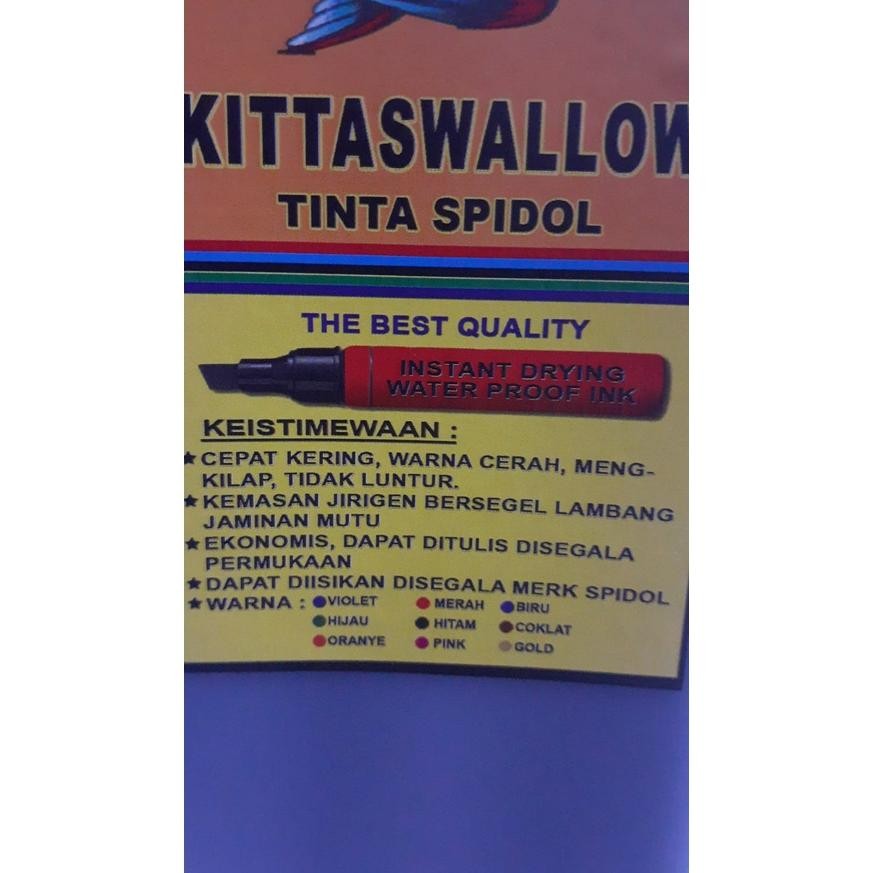 KITTASWALLOW
TINTA SPIDOL
THE BEST QUALITY
INSTANT DRYING
WATER PROOF INK
KEISTIMEWAAN :
★ CEPAT KERING, WARNA CERAH, MENG-
KILAP, TIDAK LUNTUR.
★ KEMASAN JIRIGEN BERSEGEL LAMBANG
JAMINAN MUTU
★ EKONOMIS, DAPAT DITULIS DISEGALA
PERMUKAAN
★ DAPAT DIISIKAN DISEGALA MERK SPIDOL
★ WARNA : ● VIOLET ● MERAH ● BIRU
● HIJAU ● HITAM ● COKLAT
● ORANYE ● PINK ● GOLD